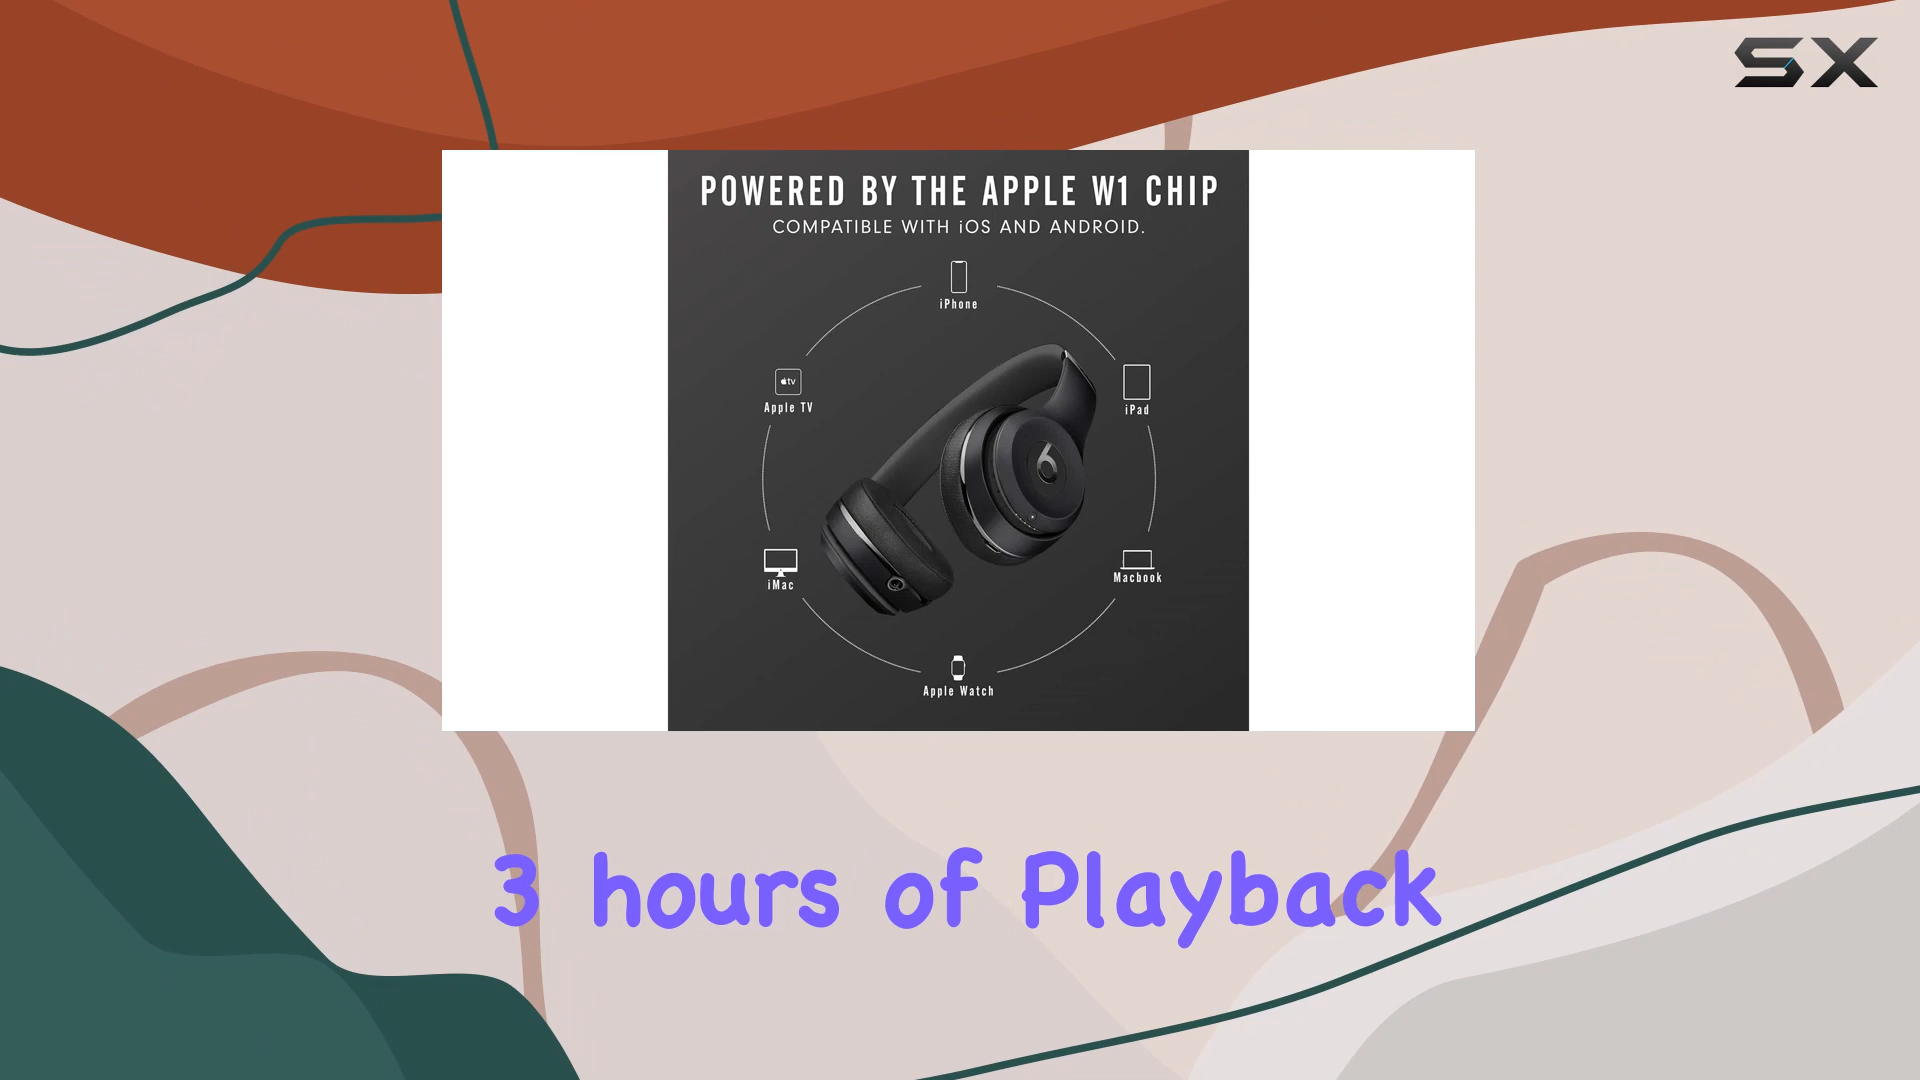 SX
POWERED BY THE APPLE W1 CHIP
COMPATIBLE WITH iOS AND ANDROID.
iPhone
tv
Apple TV
iPad
iMac
Macbook
Apple Watch
3 hours of Playback